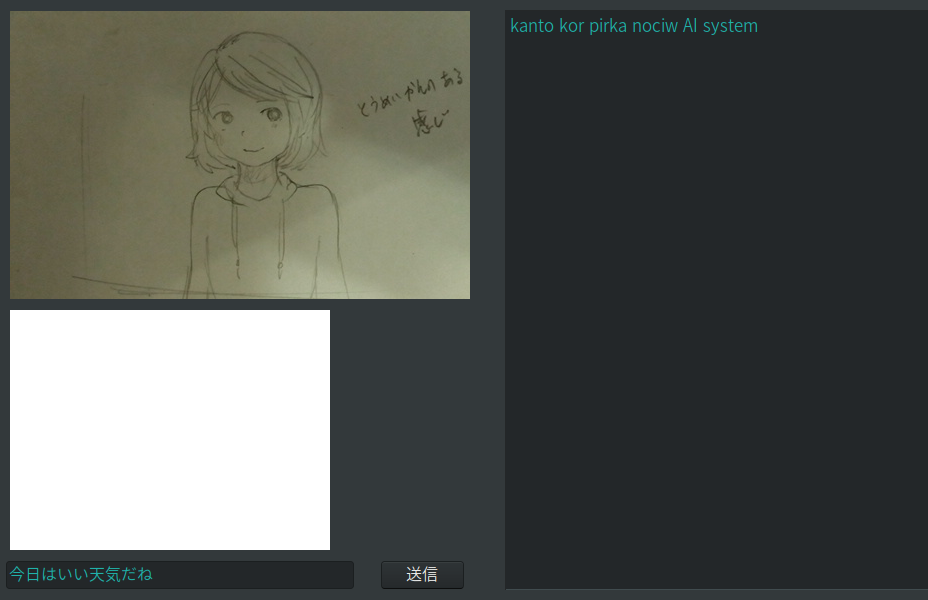 とうめいかんのある
感じ
kanto kor pirka nociw AI system
今日はいい天気だね
送信